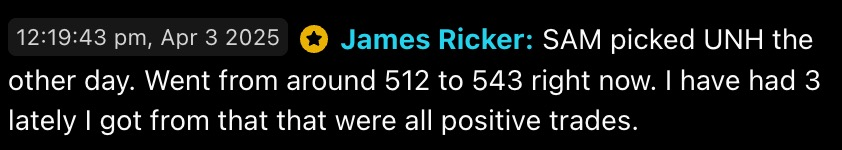 12:19:43 pm, Apr 3 2025 James Ricker: SAM picked UNH the
other day. Went from around 512 to 543 right now. I have had 3
lately I got from that that were all positive trades.